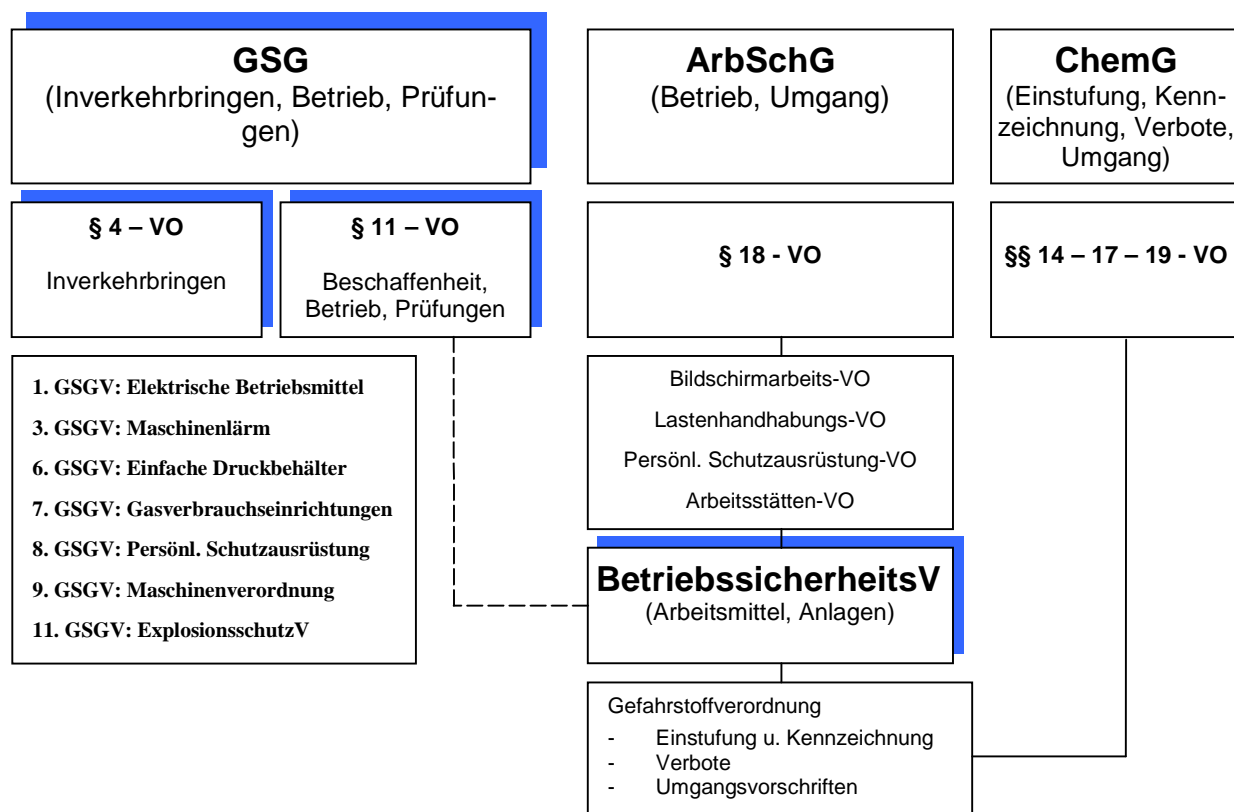 GSG
(Inverkehrbringen, Betrieb, Prüfun-
gen)
ArbSchG
(Betrieb, Umgang)
ChemG
(Einstufung, Kenn-
zeichnung, Verbote,
Umgang)
§ 4 – VO
Inverkehrbringen
§ 11 – VO
Beschaffenheit,
Betrieb, Prüfungen
§ 18 - VO
§§ 14 – 17 – 19 - VO
1. GSGV: Elektrische Betriebsmittel
3. GSGV: Maschinenlärm
6. GSGV: Einfache Druckbehälter
7. GSGV: Gasverbrauchseinrichtungen
8. GSGV: Persönl. Schutzausrüstung
9. GSGV: Maschinenverordnung
11. GSGV: ExplosionsschutzV
Bildschirmarbeits-VO
Lastenhandhabungs-VO
Persönl. Schutzausrüstung-VO
Arbeitsstätten-VO
BetriebssicherheitsV
(Arbeitsmittel, Anlagen)
Gefahrstoffverordnung
- Einstufung u. Kennzeichnung
- Verbote
- Umgangsvorschriften